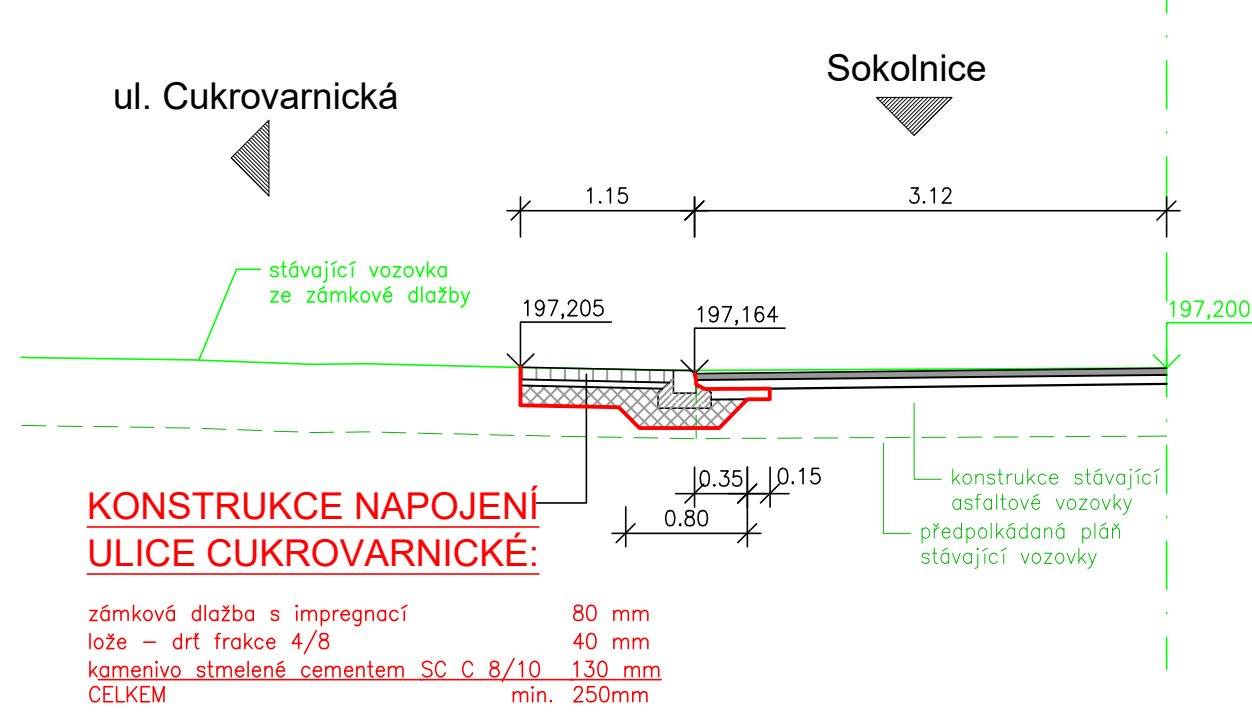 Sokolnice
ul. Cukrovarnická
1.15
3.12
stávající vozovka
ze zámkové dlažby
197,205
197,164
197,200
0.35
0.15
0.80
konstrukce stávající
asfaltové vozovky
předpolkádaná pláň
stávající vozovky
KONSTRUKCE NAPOJENÍ
ULICE CUKROVARNICKÉ:
zámková dlažba s impregnací 80 mm
lože – drť frakce 4/8 40 mm
kamenivo stmelené cementem SC C 8/10 130 mm
CELKEM min. 250mm